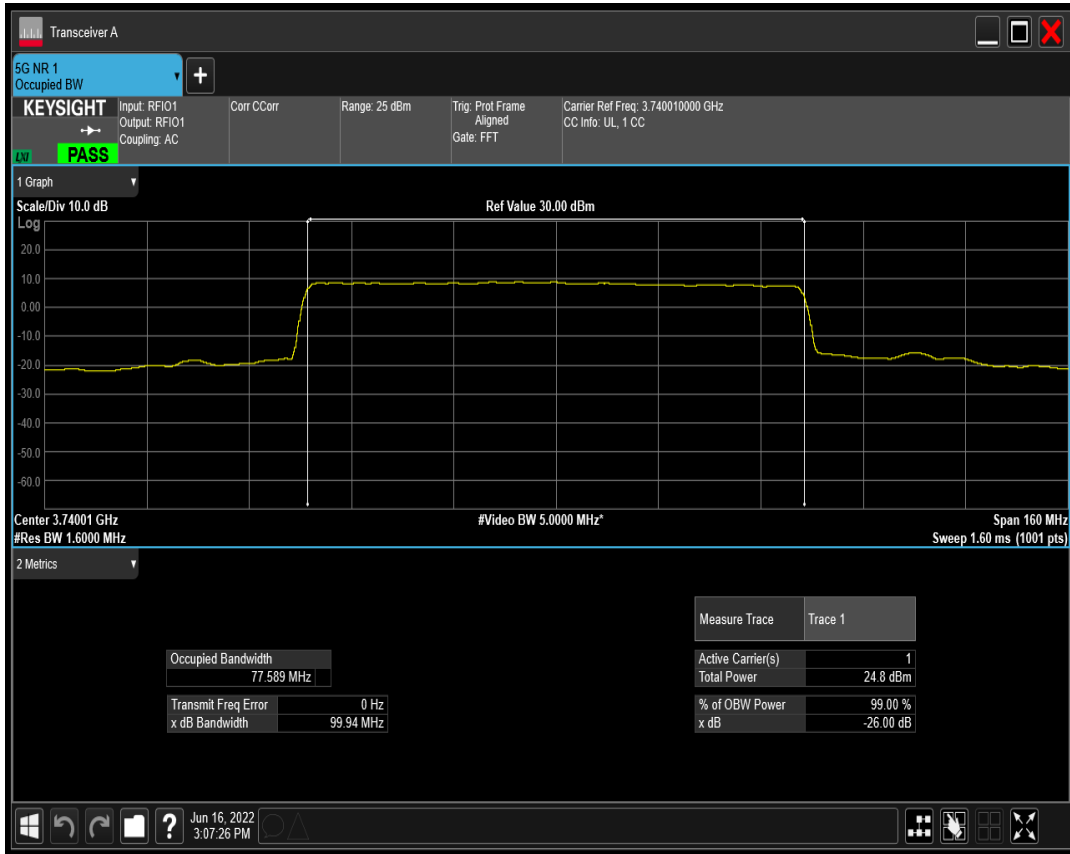 Transceiver A
5G NR 1
Occupied BW
+
KEYSIGHT
LXI
PASS
Input: RFIO1
Output: RFIO1
Coupling: AC
Corr CCorr
Range: 25 dBm
Trig: Prot Frame
Aligned
Gate: FFT
Carrier Ref Freq: 3.740010000 GHz
CC Info: UL, 1 CC
1 Graph
Scale/Div 10.0 dB
Ref Value 30.00 dBm
Log
20.0
10.0
0.00
-10.0
-20.0
-30.0
-40.0
-50.0
-60.0
Center 3.74001 GHz
#Video BW 5.0000 MHz*
Span 160 MHz
#Res BW 1.6000 MHz
Sweep 1.60 ms (1001 pts)
2 Metrics
Measure Trace Trace 1
Occupied Bandwidth
77.589 MHz
Active Carrier(s) 1
Total Power 24.8 dBm
Transmit Freq Error 0 Hz
x dB Bandwidth 99.94 MHz
% of OBW Power 99.00 %
x dB -26.00 dB
?
Jun 16, 2022
3:07:26 PM